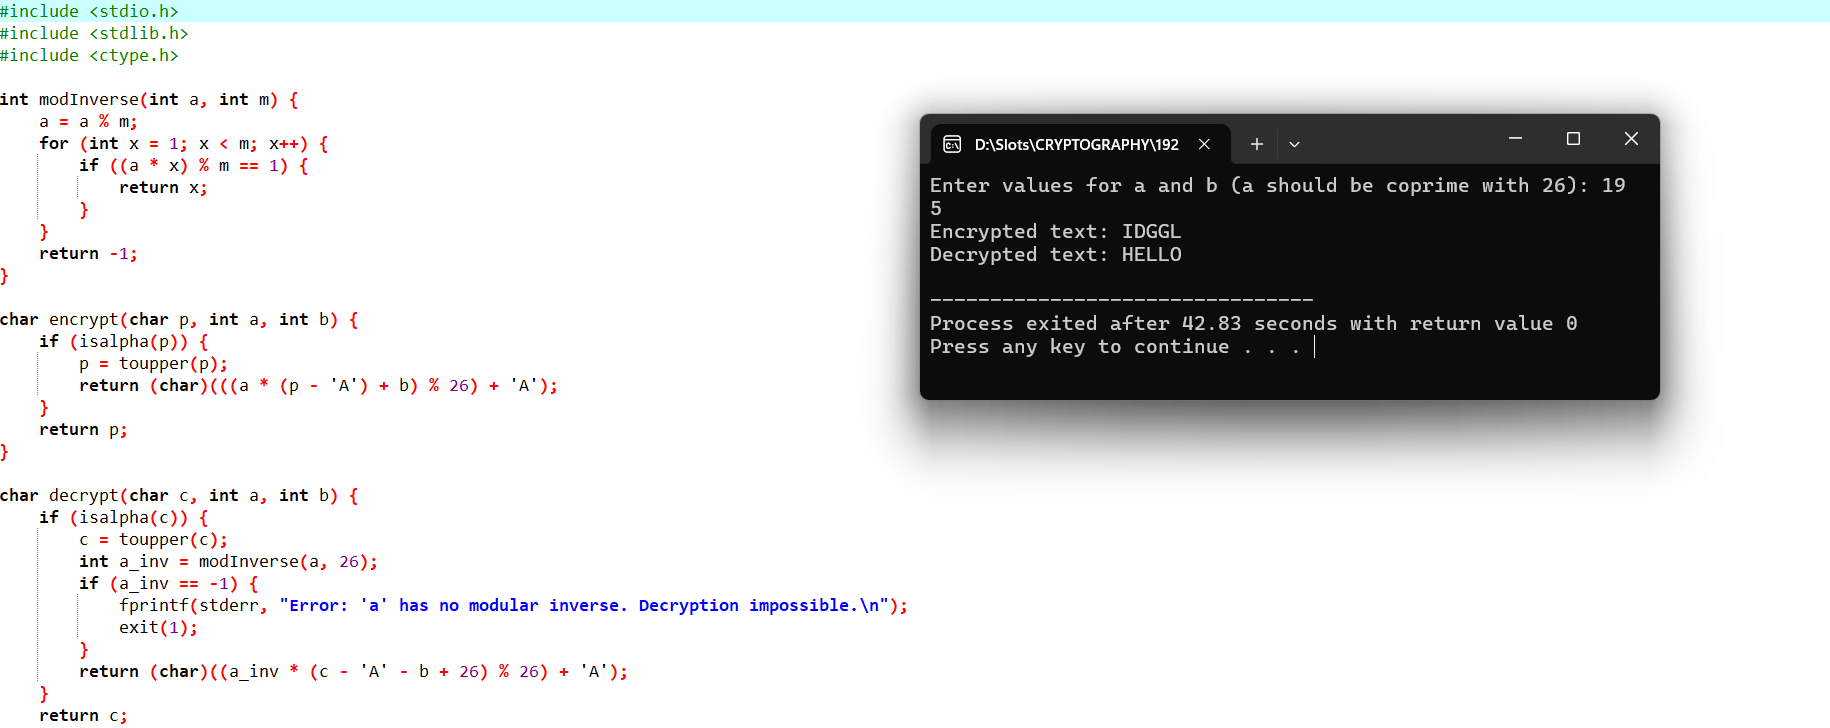 #include <stdio.h>
#include <stdlib.h>
#include <ctype.h>
int modInverse(int a, int m) {
    a = a % m;
    for (int x = 1; x < m; x++) {
        if ((a * x) % m == 1) {
            return x;
        }
    }
    return -1;
}
char encrypt(char p, int a, int b) {
    if (isalpha(p)) {
        p = toupper(p);
        return (char)(((a * (p - 'A') + b) % 26) + 'A');
    }
    return p;
}
char decrypt(char c, int a, int b) {
    if (isalpha(c)) {
        c = toupper(c);
        int a_inv = modInverse(a, 26);
        if (a_inv == -1) {
            fprintf(stderr, "Error: 'a' has no modular inverse. Decryption impossible.\n");
            exit(1);
        }
        return (char)((a_inv * (c - 'A' - b + 26) % 26) + 'A');
    }
    return c;
D:\Slots\CRYPTOGRAPHY\192
Enter values for a and b (a should be coprime with 26): 19
5
Encrypted text: IDGGL
Decrypted text: HELLO
--------------------------------
Process exited after 42.83 seconds with return value 0
Press any key to continue . . .